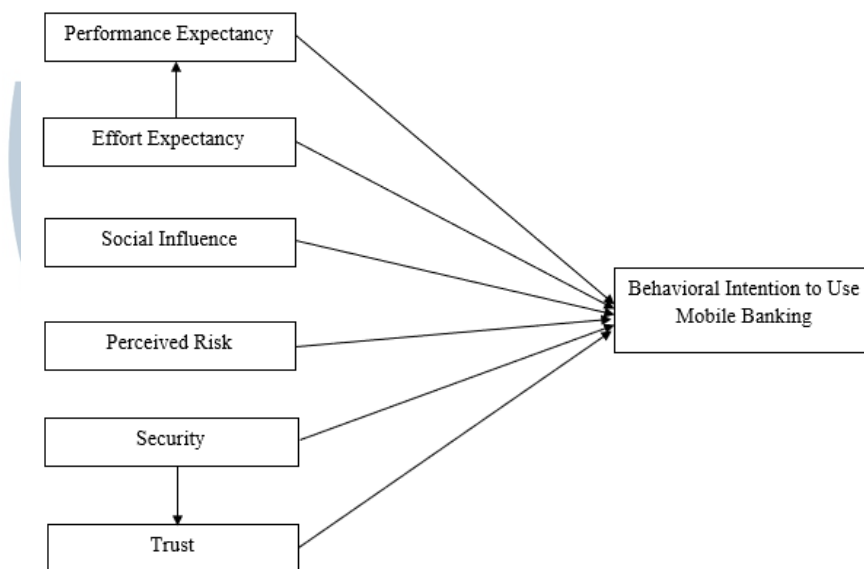 Performance Expectancy
Effort Expectancy
Social Influence
Perceived Risk
Security
Trust
Behavioral Intention to Use
Mobile Banking